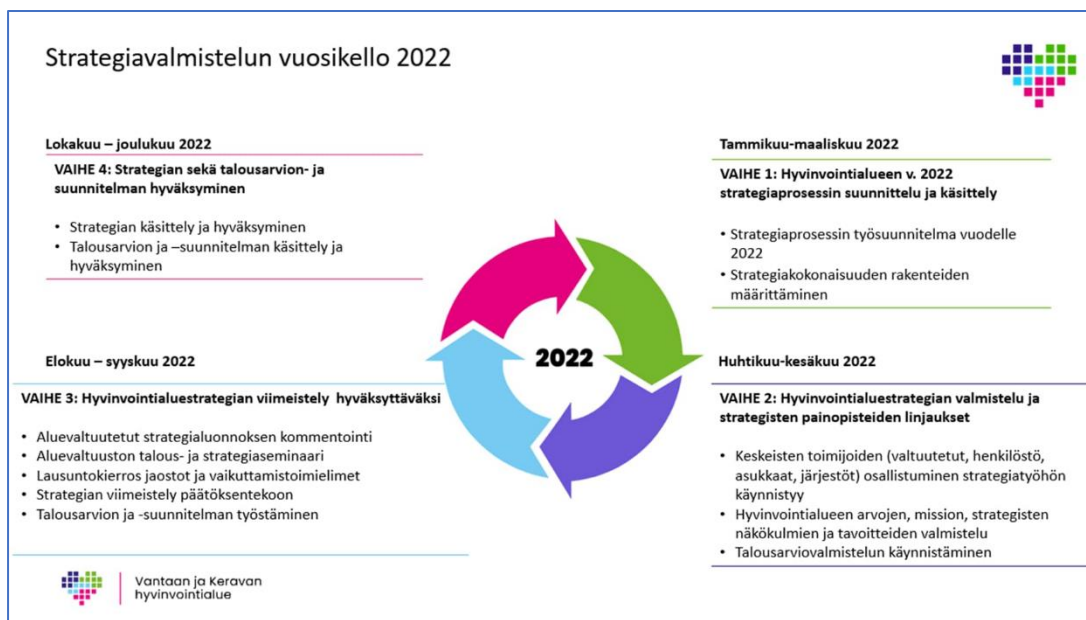 Strategiavalmistelun vuosikello 2022
Lokakuu – joulukuu 2022
VAIHE 4: Strategian sekä talousarvion- ja
suunnitelman hyväksyminen
• Strategian käsittely ja hyväksyminen
• Talousarvion ja –suunnitelman käsittely ja
hyväksyminen
Tammikuu-maaliskuu 2022
VAIHE 1: Hyvinvointialueen v. 2022
strategiaprosessin suunnittelu ja käsittely
• Strategiaprosessin työsuunnitelma vuodelle
2022
• Strategiakokonaisuuden rakenteiden
määrittäminen
2022
Elokuu – syyskuu 2022
VAIHE 3: Hyvinvointialuestrategian viimeistely hyväksyttäväksi
• Aluevaltuutetut strategialuonnoksen kommentointi
• Aluevaltuuston talous- ja strategiaseminaari
• Lausuntokierros jaostot ja vaikuttamistoimielimet
• Strategian viimeistely päätöksentekoon
• Talousarvion ja -suunnitelman työstäminen
Huhtikuu-kesäkuu 2022
VAIHE 2: Hyvinvointialuestrategian valmistelu ja
strategisten painopisteiden linjaukset
• Keskeisten toimijoiden (valtuutetut, henkilöstö,
asukkaat, järjestöt) osallistuminen strategiatyöhön
käynnistyy
• Hyvinvointialueen arvojen, mission, strategisten
näkökulmien ja tavoitteiden valmistelu
• Talousarviovalmistelun käynnistäminen
Vantaan ja Keravan
hyvinvointialue